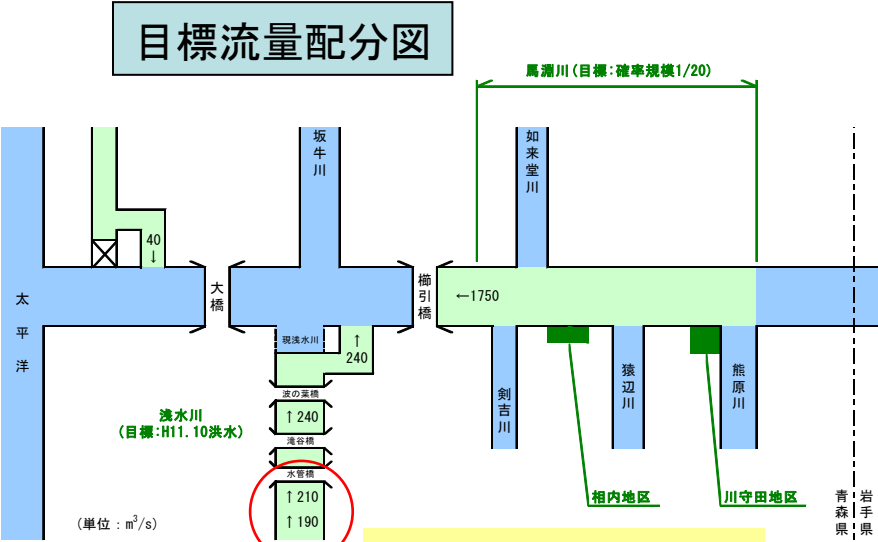 目標流量配分図
馬淵川(目標:確率規模1/20)
坂牛川
如来堂川
40
↓
大橋
櫛引橋
←1750
太平洋
現浅水川
↑
240
波の葉橋
↑240
滝谷橋
水管橋
↑210
↑190
浅水川
(目標:H11.10洪水)
剣吉川
猿辺川
熊原川
相内地区
川守田地区
青森県
岩手県
(単位:m³/s)